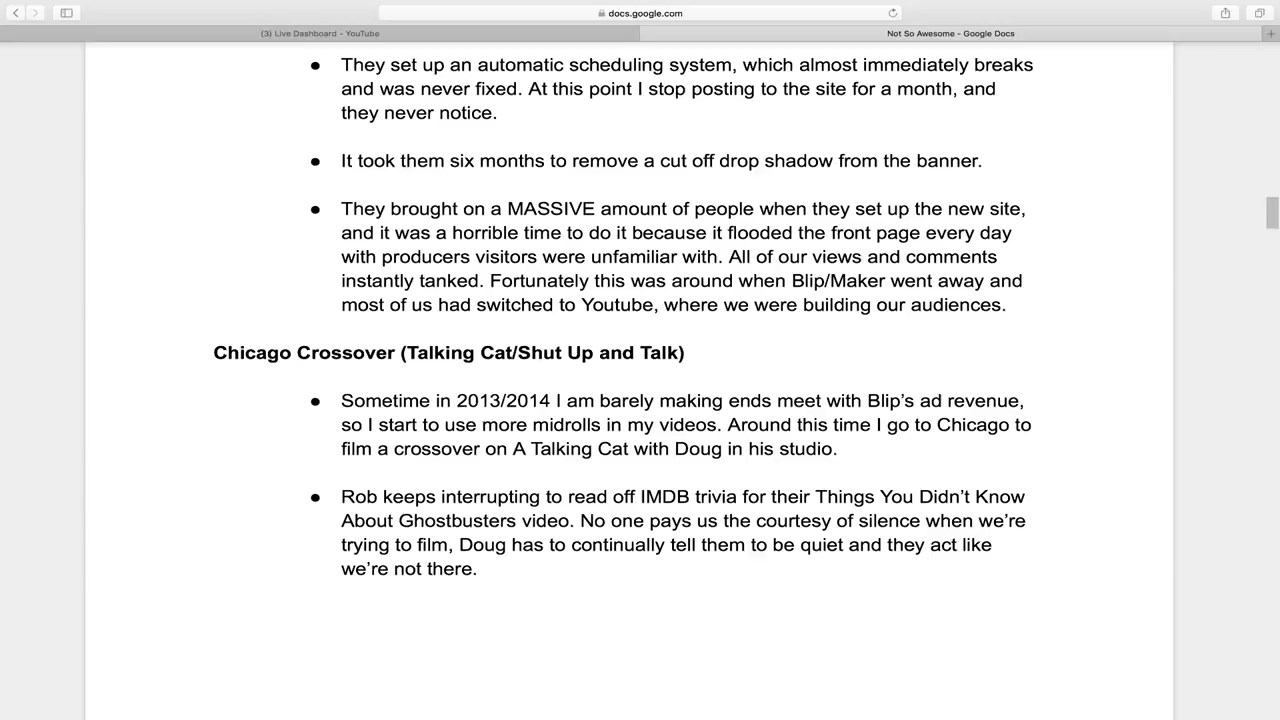 docs.google.com
(3) Live Dashboard - YouTube
Not So Awesome - Google Docs
● They set up an automatic scheduling system, which almost immediately breaks
and was never fixed. At this point I stop posting to the site for a month, and
they never notice.
● It took them six months to remove a cut off drop shadow from the banner.
● They brought on a MASSIVE amount of people when they set up the new site,
and it was a horrible time to do it because it flooded the front page every day
with producers visitors were unfamiliar with. All of our views and comments
instantly tanked. Fortunately this was around when Blip/Maker went away and
most of us had switched to Youtube, where we were building our audiences.
Chicago Crossover (Talking Cat/Shut Up and Talk)
● Sometime in 2013/2014 I am barely making ends meet with Blip's ad revenue,
so I start to use more midrolls in my videos. Around this time I go to Chicago to
film a crossover on A Talking Cat with Doug in his studio.
● Rob keeps interrupting to read off IMDB trivia for their Things You Didn't Know
About Ghostbusters video. No one pays us the courtesy of silence when we're
trying to film, Doug has to continually tell them to be quiet and they act like
we're not there.